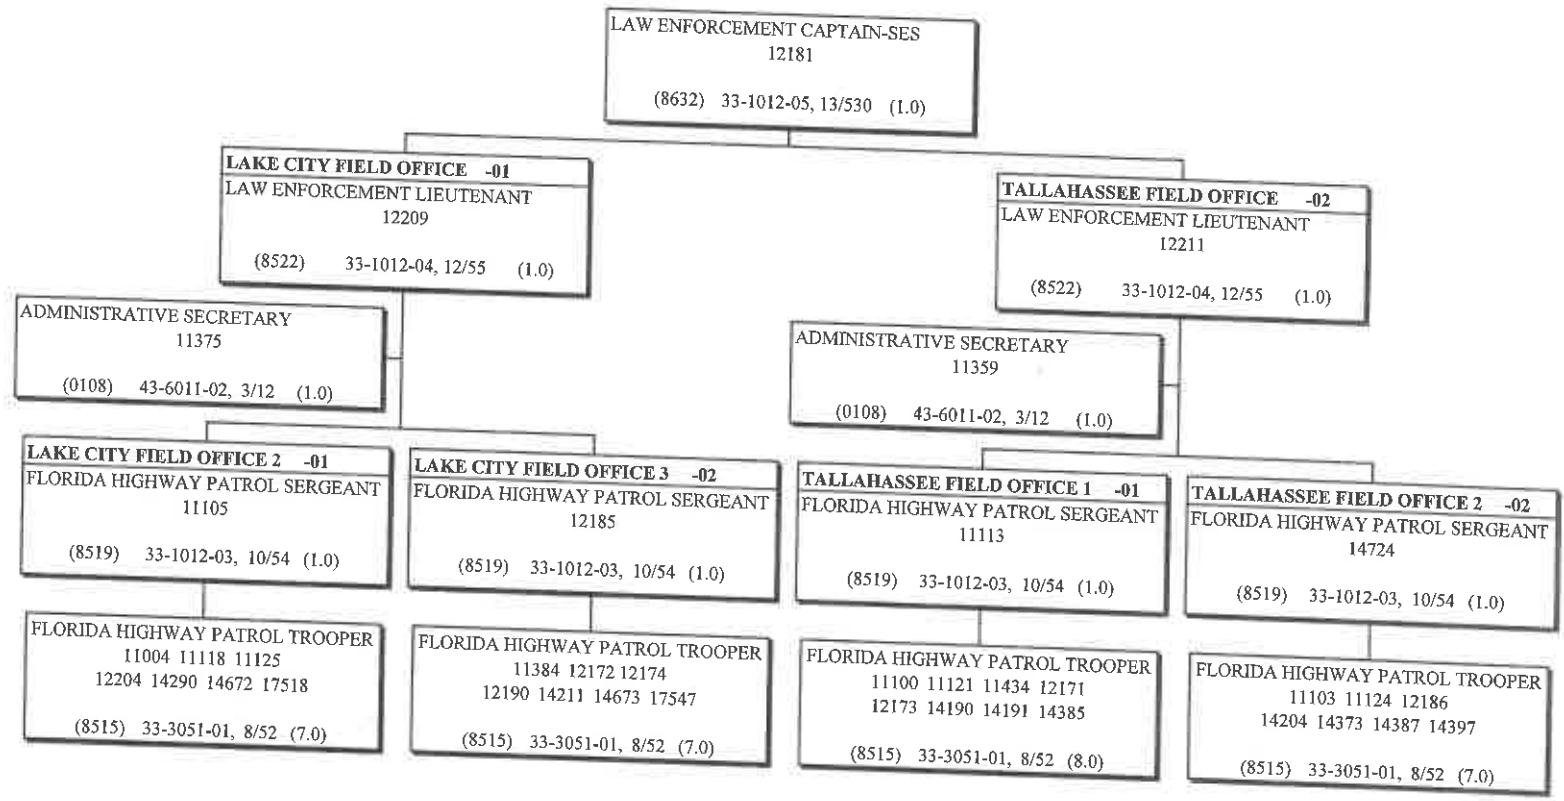 LAW ENFORCEMENT CAPTAIN-SES
12181
(8632) 33-1012-05, 13/530 (1.0)
LAKE CITY FIELD OFFICE -01
LAW ENFORCEMENT LIEUTENANT
12209
(8522) 33-1012-04, 12/55 (1.0)
TALLAHASSEE FIELD OFFICE -02
LAW ENFORCEMENT LIEUTENANT
12211
(8522) 33-1012-04, 12/55 (1.0)
ADMINISTRATIVE SECRETARY
11375
(0108) 43-6011-02, 3/12 (1.0)
ADMINISTRATIVE SECRETARY
11359
(0108) 43-6011-02, 3/12 (1.0)
LAKE CITY FIELD OFFICE 2 -01
FLORIDA HIGHWAY PATROL SERGEANT
11105
(8519) 33-1012-03, 10/54 (1.0)
LAKE CITY FIELD OFFICE 3 -02
FLORIDA HIGHWAY PATROL SERGEANT
12185
(8519) 33-1012-03, 10/54 (1.0)
TALLAHASSEE FIELD OFFICE 1 -01
FLORIDA HIGHWAY PATROL SERGEANT
11113
(8519) 33-1012-03, 10/54 (1.0)
TALLAHASSEE FIELD OFFICE 2 -02
FLORIDA HIGHWAY PATROL SERGEANT
14724
(8519) 33-1012-03, 10/54 (1.0)
FLORIDA HIGHWAY PATROL TROOPER
11004 11118 11125
12204 14290 14672 17518
(8515) 33-3051-01, 8/52 (7.0)
FLORIDA HIGHWAY PATROL TROOPER
11384 12172 12174
12190 14211 14673 17547
(8515) 33-3051-01, 8/52 (7.0)
FLORIDA HIGHWAY PATROL TROOPER
11100 11121 11434 12171
12173 14190 14191 14385
(8515) 33-3051-01, 8/52 (8.0)
FLORIDA HIGHWAY PATROL TROOPER
11103 11124 12186
14204 14373 14387 14397
(8515) 33-3051-01, 8/52 (7.0)